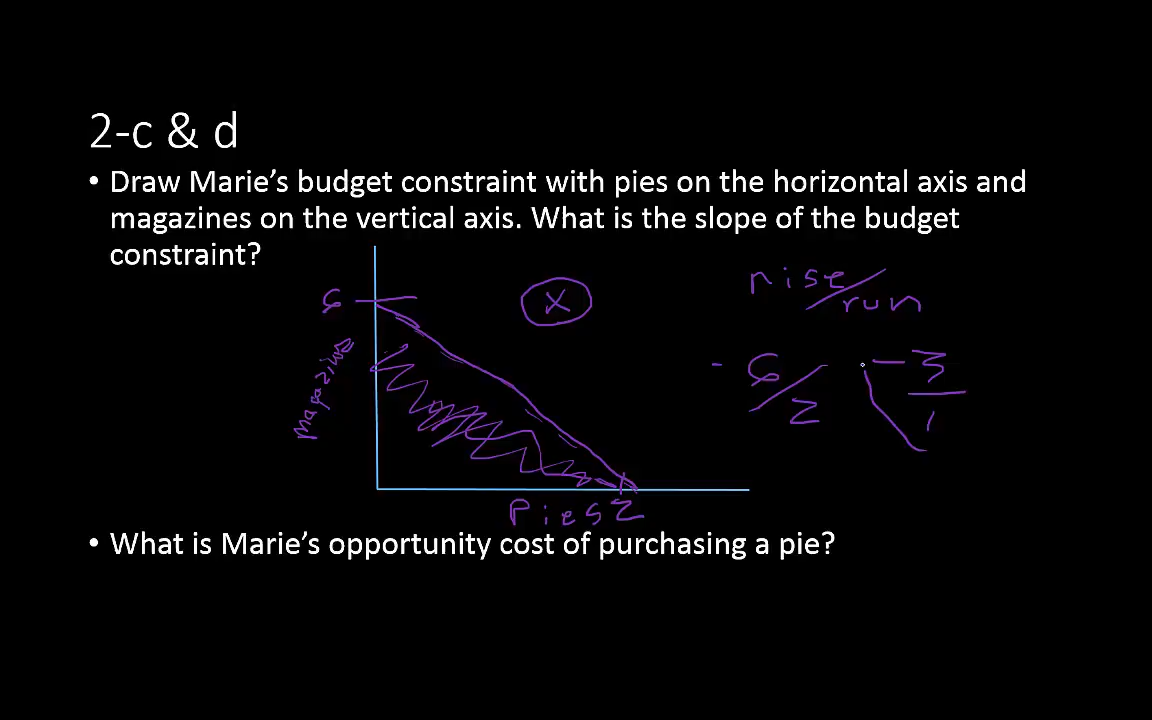 2-c & d
• Draw Marie’s budget constraint with pies on the horizontal axis and
magazines on the vertical axis. What is the slope of the budget
constraint?
rise/run
6
X
magazines
- 6/2
- 3/1
Pies 2
• What is Marie’s opportunity cost of purchasing a pie?